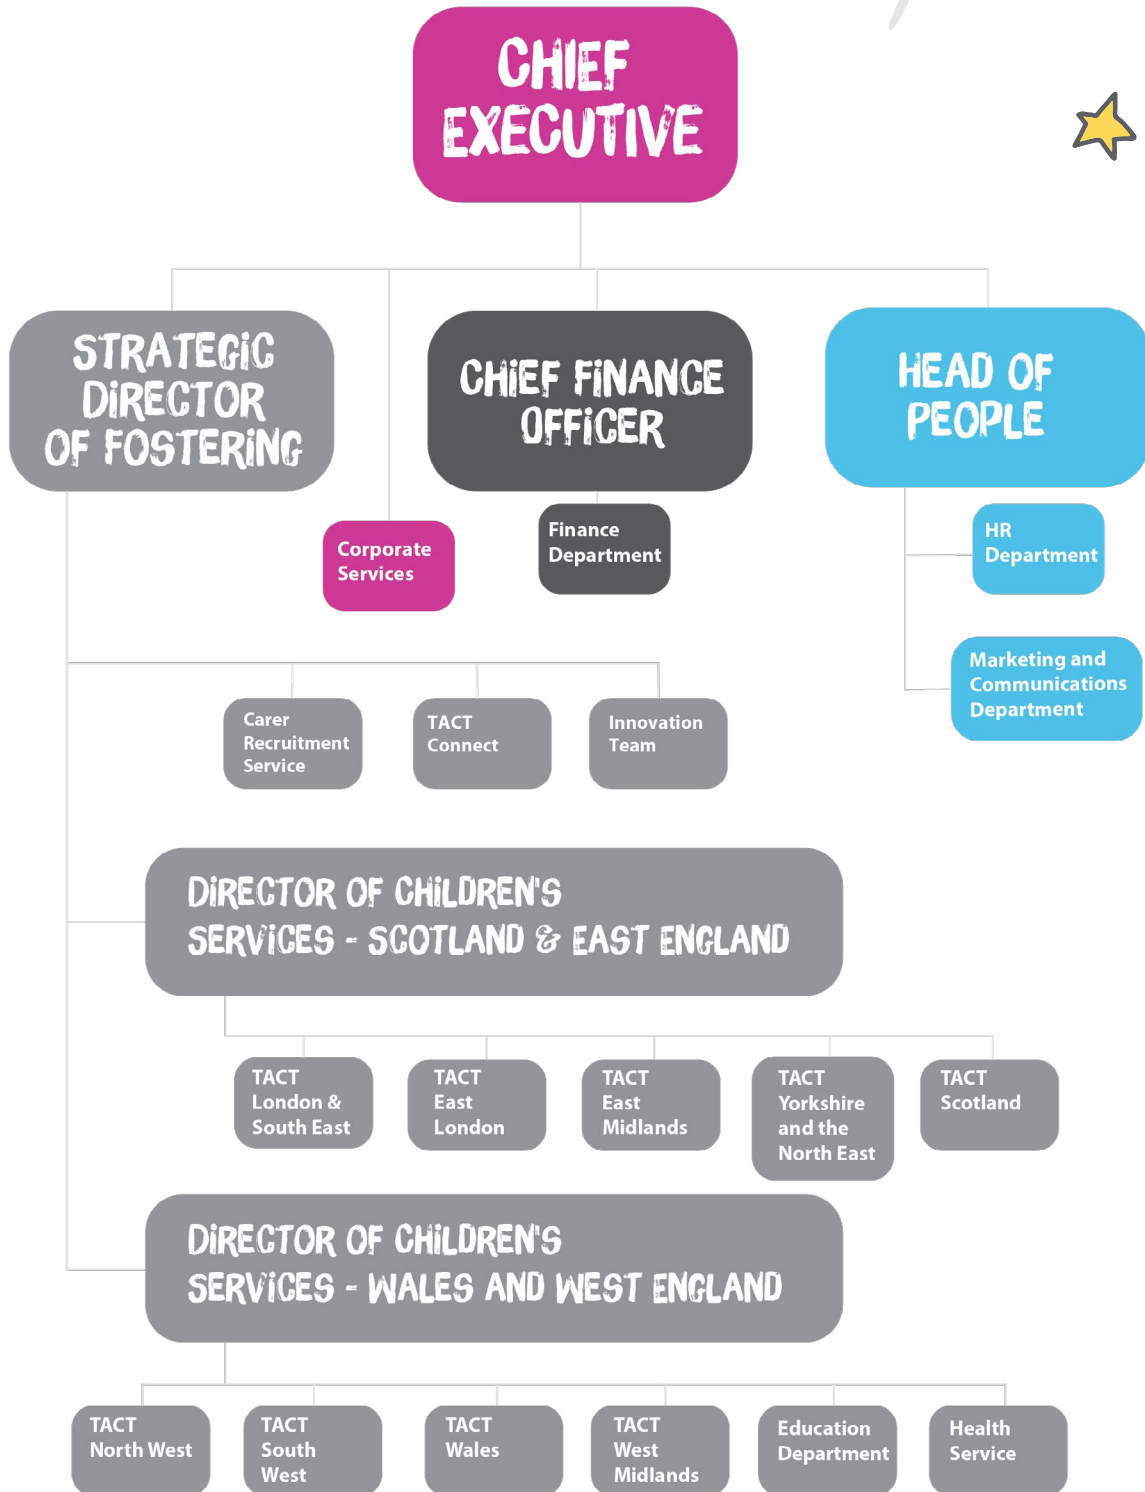 CHIEF
EXECUTIVE
STRATEGIC
DIRECTOR
OF FOSTERING
CHIEF FINANCE
OFFICER
HEAD OF
PEOPLE
Corporate
Services
Finance
Department
HR
Department
Marketing and
Communications
Department
Carer
Recruitment
Service
TACT
Connect
Innovation
Team
DIRECTOR OF CHILDREN'S
SERVICES - SCOTLAND & EAST ENGLAND
TACT
London &
South East
TACT
East
London
TACT
East
Midlands
TACT
Yorkshire
and the
North East
TACT
Scotland
DIRECTOR OF CHILDREN'S
SERVICES - WALES AND WEST ENGLAND
TACT
North West
TACT
South
West
TACT
Wales
TACT
West
Midlands
Education
Department
Health
Service